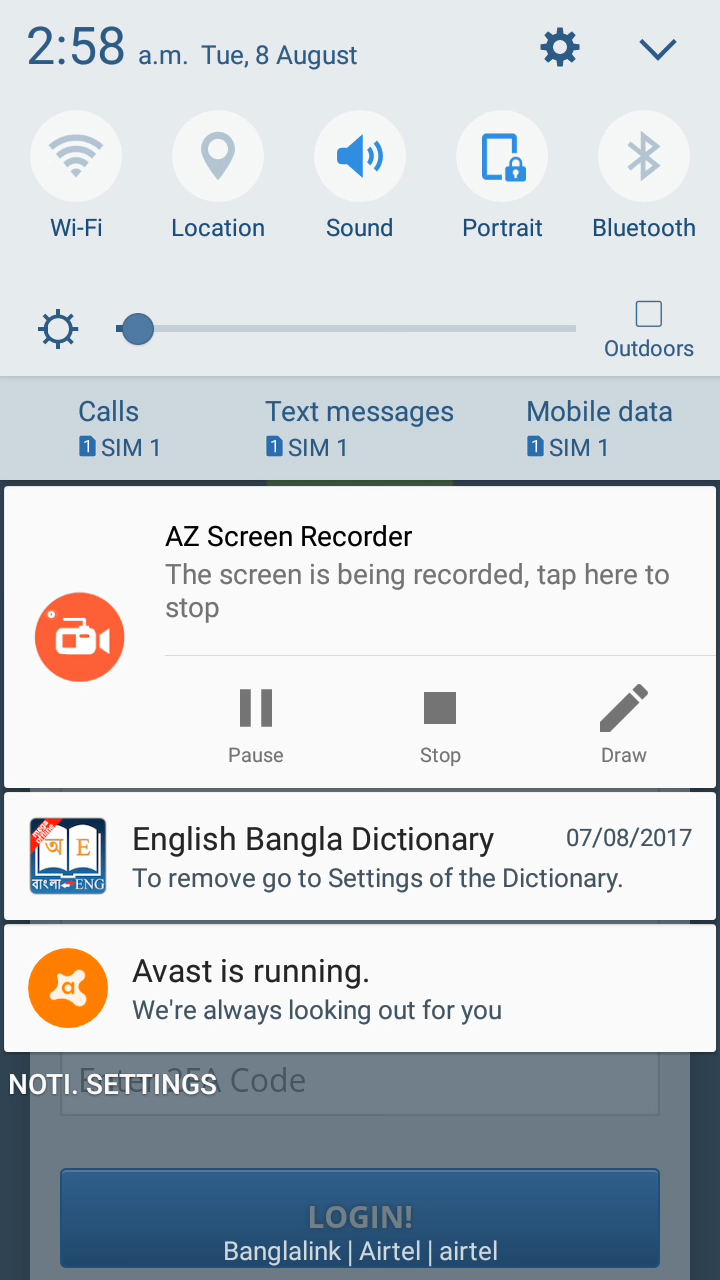 2:58 a.m. Tue, 8 August
Wi-Fi Location Sound Portrait Bluetooth
Outdoors
Calls Text messages Mobile data
1 SIM 1 1 SIM 1 1 SIM 1
AZ Screen Recorder
The screen is being recorded, tap here to
stop
Pause Stop Draw
অ E
বাংলা ENG
English Bangla Dictionary 07/08/2017
To remove go to Settings of the Dictionary.
a
Avast is running.
We're always looking out for you
NOTI. SETTINGS
Enter 2FA Code
LOGIN!
Banglalink | Airtel | airtel